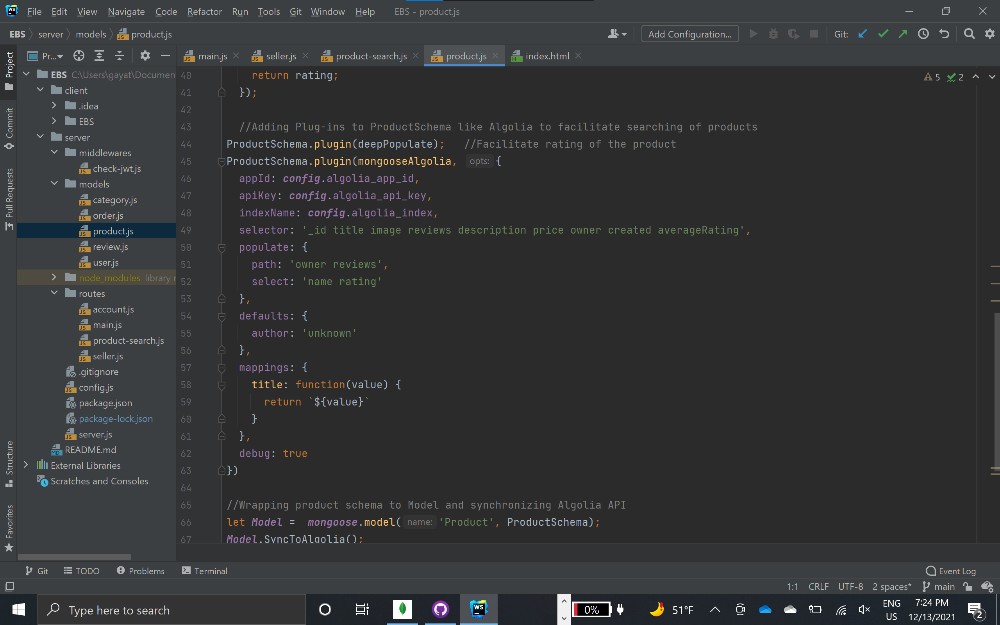 WS File Edit View Navigate Code Refactor Run Tools Git Window Help EBS - product.js
EBS server models product.js Add Configuration... Git:
Pr... main.js seller.js product-search.js product.js index.html
Project
Commit
Pull Requests
Structure
Favorites
EBS C:\Users\gayat\Documen
client
.idea
EBS
server
middlewares
check-jwt.js
models
category.js
order.js
product.js
review.js
user.js
node_modules library r
routes
account.js
main.js
product-search.js
seller.js
.gitignore
config.js
package.json
package-lock.json
server.js
README.md
External Libraries
Scratches and Consoles
5 2
40 return rating;
41 });
42
43 //Adding Plug-ins to ProductSchema like Algolia to facilitate searching of products
44 ProductSchema.plugin(deepPopulate); //Facilitate rating of the product
45 ProductSchema.plugin(mongooseAlgolia, opts: {
46 appId: config.algolia_app_id,
47 apiKey: config.algolia_api_key,
48 indexName: config.algolia_index,
49 selector: '_id title image reviews description price owner created averageRating',
50 populate: {
51 path: 'owner reviews',
52 select: 'name rating'
53 },
54 defaults: {
55 author: 'unknown'
56 },
57 mappings: {
58 title: function(value) {
59 return `${value}`
60 }
61 },
62 debug: true
63 })
64
65 //Wrapping product schema to Model and synchronizing Algolia API
66 let Model = mongoose.model( name: 'Product', ProductSchema);
67 Model.SyncToAlgolia();
Git TODO Problems Terminal Event Log
1:1 CRLF UTF-8 2 spaces* main
Type here to search WS 0% 51°F ENG US 7:24 PM 12/13/2021 2